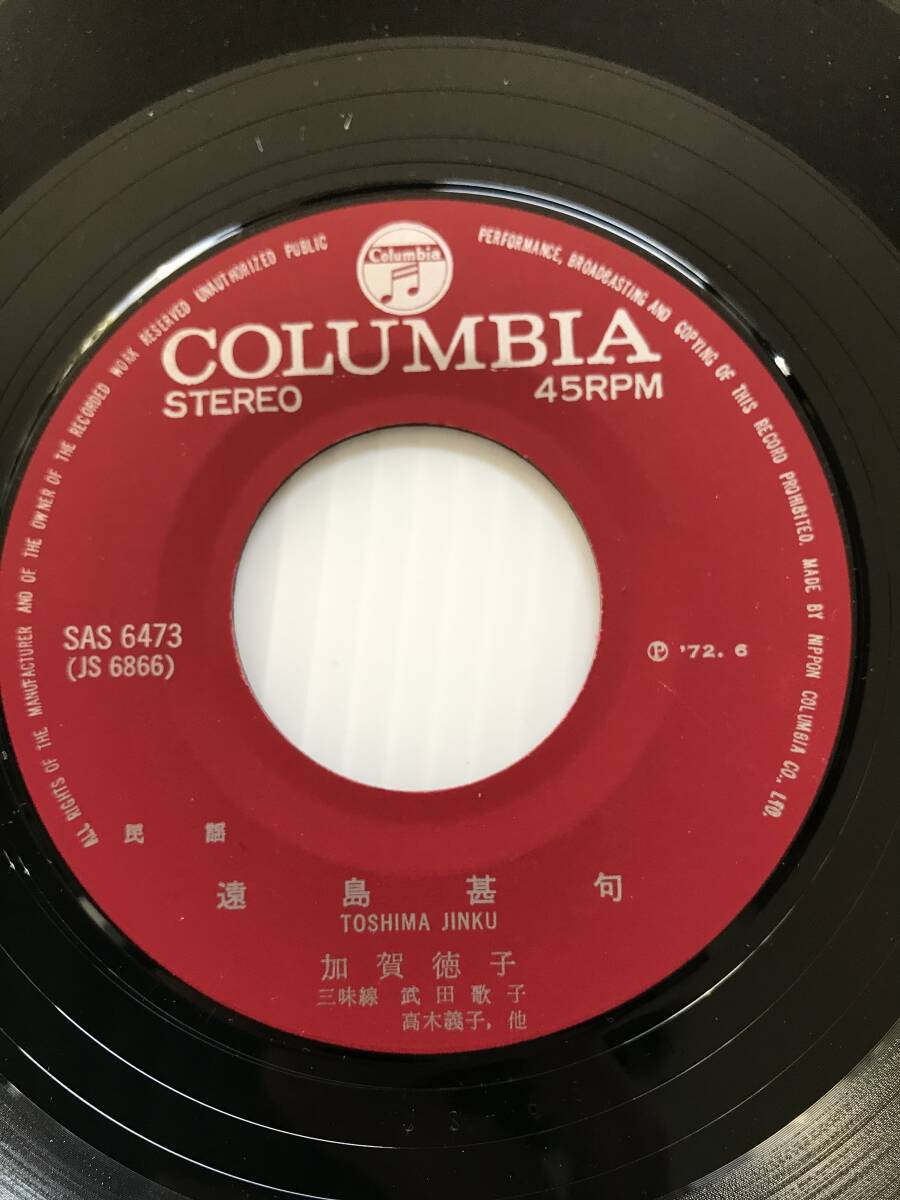 Columbia
COLUMBIA
STEREO
45RPM
ALL RIGHTS OF THE MANUFACTURER AND OF THE OWNER OF THE RECORDED WORK RESERVED UNAUTHORIZED PUBLIC PERFORMANCE, BROADCASTING AND COPYING OF THIS RECORD PROHIBITED. MADE BY NIPPON COLUMBIA CO., LTD.
SAS 6473
(JS 6866)
Ⓟ '72. 6
民謡
遠島甚句
TOSHIMA JINKU
加賀徳子
三味線 武田歌子
高木義子, 他